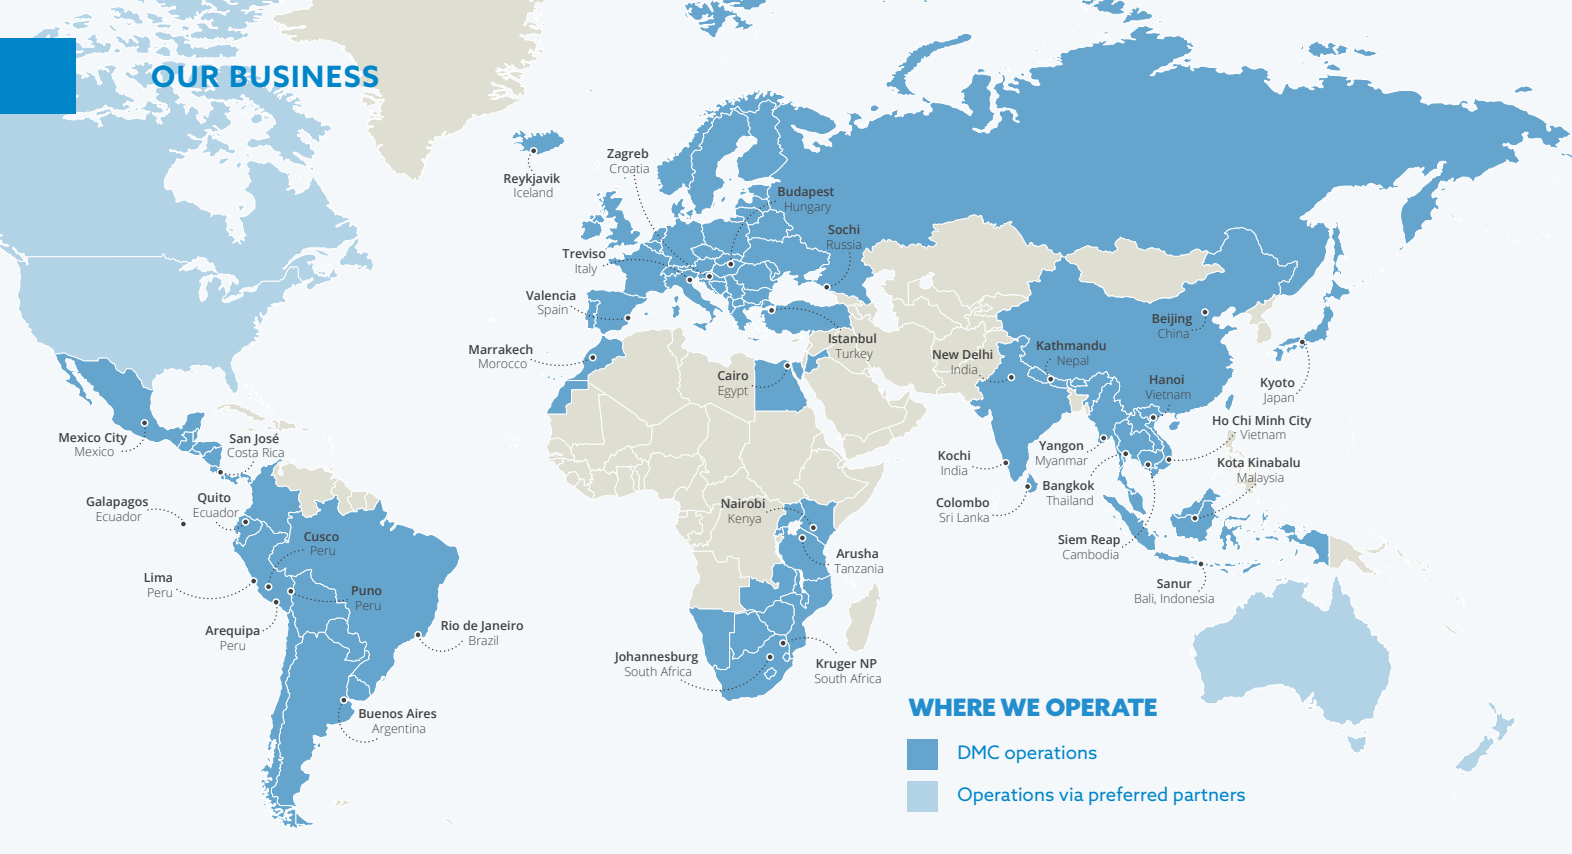 OUR BUSINESS
Reykjavik
Iceland
Zagreb
Croatia
Budapest
Hungary
Sochi
Russia
Treviso
Italy
Valencia
Spain
Marrakech
Morocco
Istanbul
Turkey
Cairo
Egypt
New Delhi
India
Kathmandu
Nepal
Beijing
China
Hanoi
Vietnam
Kyoto
Japan
Ho Chi Minh City
Vietnam
Yangon
Myanmar
Kochi
India
Kota Kinabalu
Malaysia
Bangkok
Thailand
Colombo
Sri Lanka
Siem Reap
Cambodia
Sanur
Bali, Indonesia
Mexico City
Mexico
San José
Costa Rica
Galapagos
Ecuador
Quito
Ecuador
Cusco
Peru
Lima
Peru
Puno
Peru
Arequipa
Peru
Rio de Janeiro
Brazil
Buenos Aires
Argentina
Nairobi
Kenya
Arusha
Tanzania
Johannesburg
South Africa
Kruger NP
South Africa
WHERE WE OPERATE
DMC operations
Operations via preferred partners